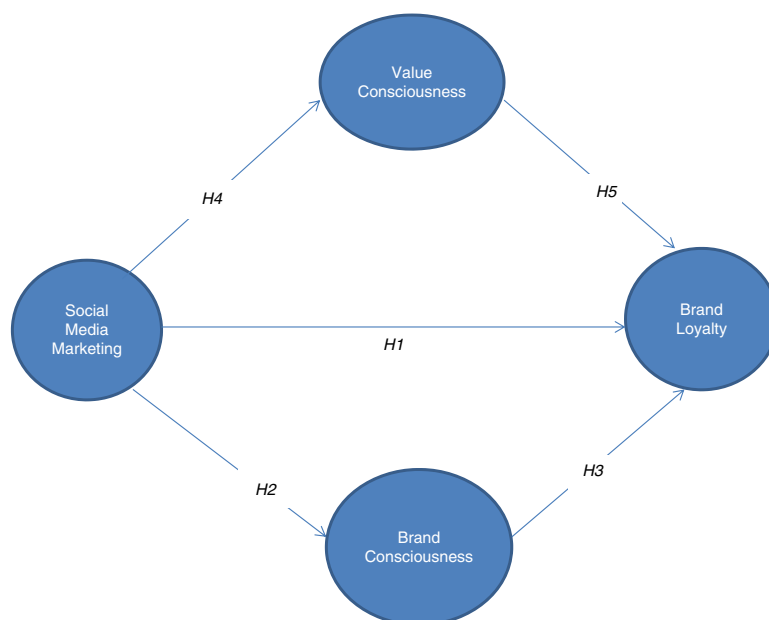 Value
Consciousness
H4
H5
Social
Media
Marketing
Brand
Loyalty
H1
H2
H3
Brand
Consciousness